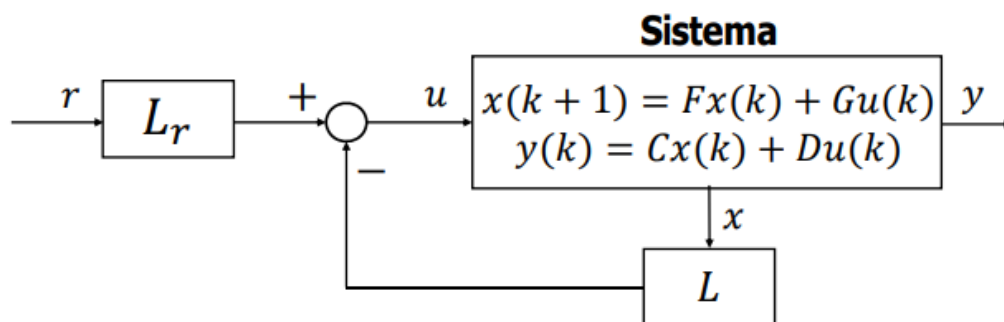 Sistema
r
L_r
+
−
u
x(k + 1) = Fx(k) + Gu(k)
y(k) = Cx(k) + Du(k)
y
x
L